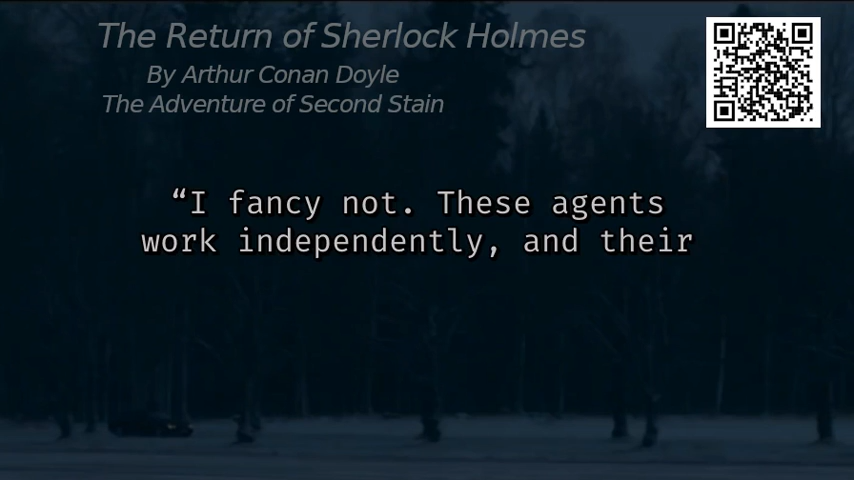 The Return of Sherlock Holmes
By Arthur Conan Doyle
The Adventure of Second Stain
“I fancy not. These agents
work independently, and their